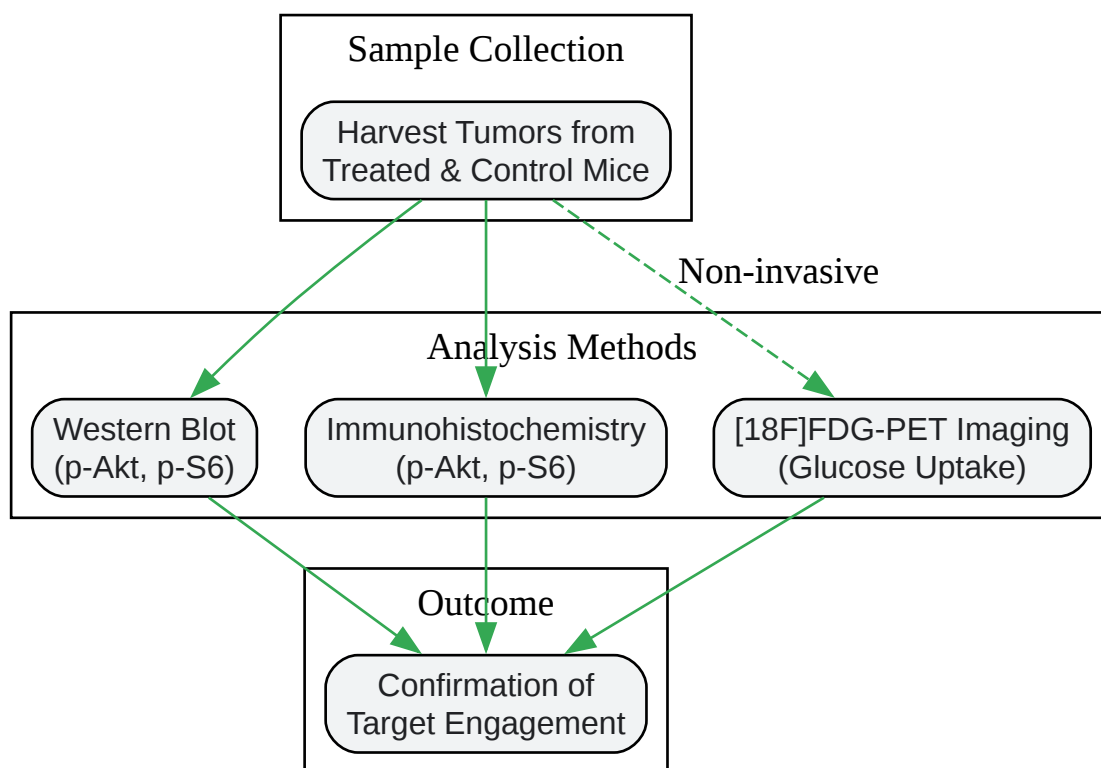 Sample Collection
Harvest Tumors from
Treated & Control Mice
Non-invasive
Analysis Methods
Western Blot
(p-Akt, p-S6)
Immunohistochemistry
(p-Akt, p-S6)
[18F]FDG-PET Imaging
(Glucose Uptake)
Outcome
Confirmation of
Target Engagement